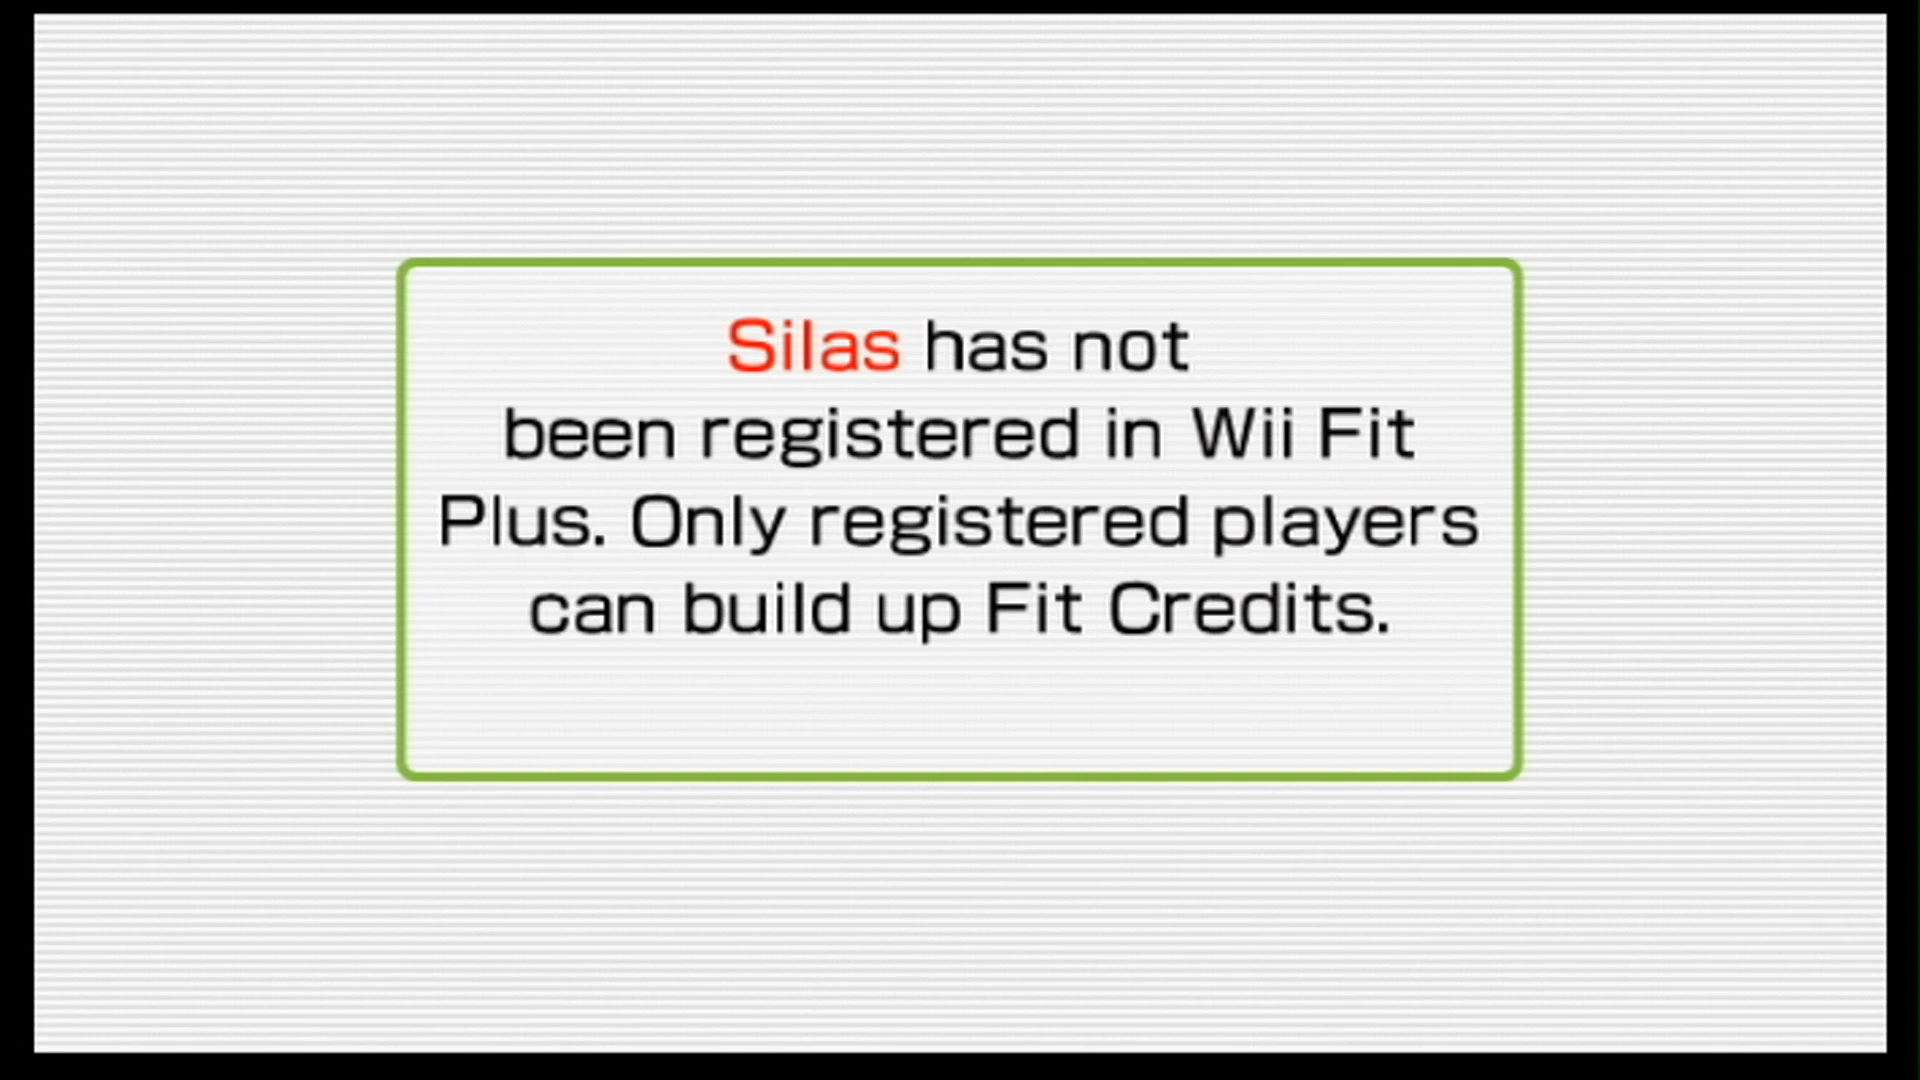 Silas has not
been registered in Wii Fit
Plus. Only registered players
can build up Fit Credits.